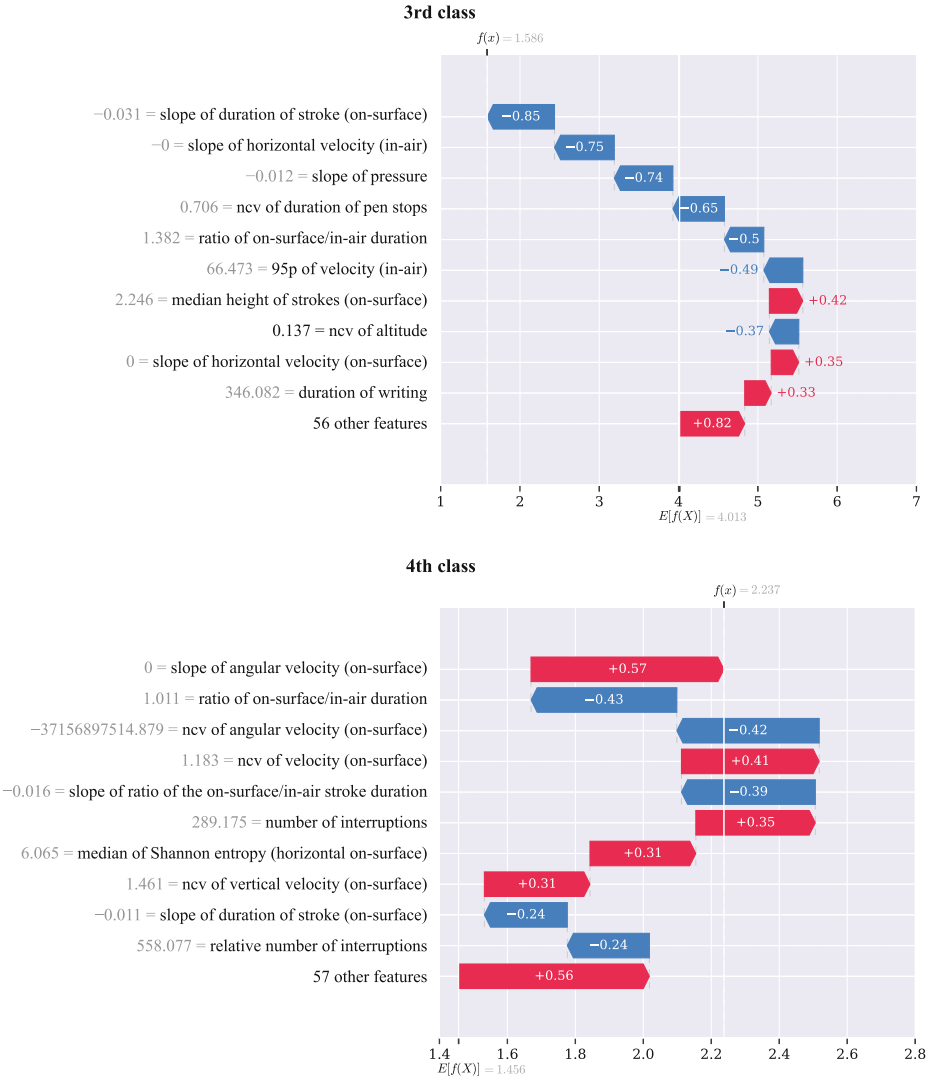 3rd class
f(x) = 1.586
−0.031 = slope of duration of stroke (on-surface) −0.85
−0 = slope of horizontal velocity (in-air) −0.75
−0.012 = slope of pressure −0.74
0.706 = ncv of duration of pen stops −0.65
1.382 = ratio of on-surface/in-air duration −0.5
66.473 = 95p of velocity (in-air) −0.49
2.246 = median height of strokes (on-surface) +0.42
0.137 = ncv of altitude −0.37
0 = slope of horizontal velocity (on-surface) +0.35
346.082 = duration of writing +0.33
56 other features +0.82
1 2 3 4 5 6 7
E[f(X)] = 4.013
4th class
f(x) = 2.237
0 = slope of angular velocity (on-surface) +0.57
1.011 = ratio of on-surface/in-air duration −0.43
−37156897514.879 = ncv of angular velocity (on-surface) −0.42
1.183 = ncv of velocity (on-surface) +0.41
−0.016 = slope of ratio of the on-surface/in-air stroke duration −0.39
289.175 = number of interruptions +0.35
6.065 = median of Shannon entropy (horizontal on-surface) +0.31
1.461 = ncv of vertical velocity (on-surface) +0.31
−0.011 = slope of duration of stroke (on-surface) −0.24
558.077 = relative number of interruptions −0.24
57 other features +0.56
1.4 1.6 1.8 2.0 2.2 2.4 2.6 2.8
E[f(X)] = 1.456